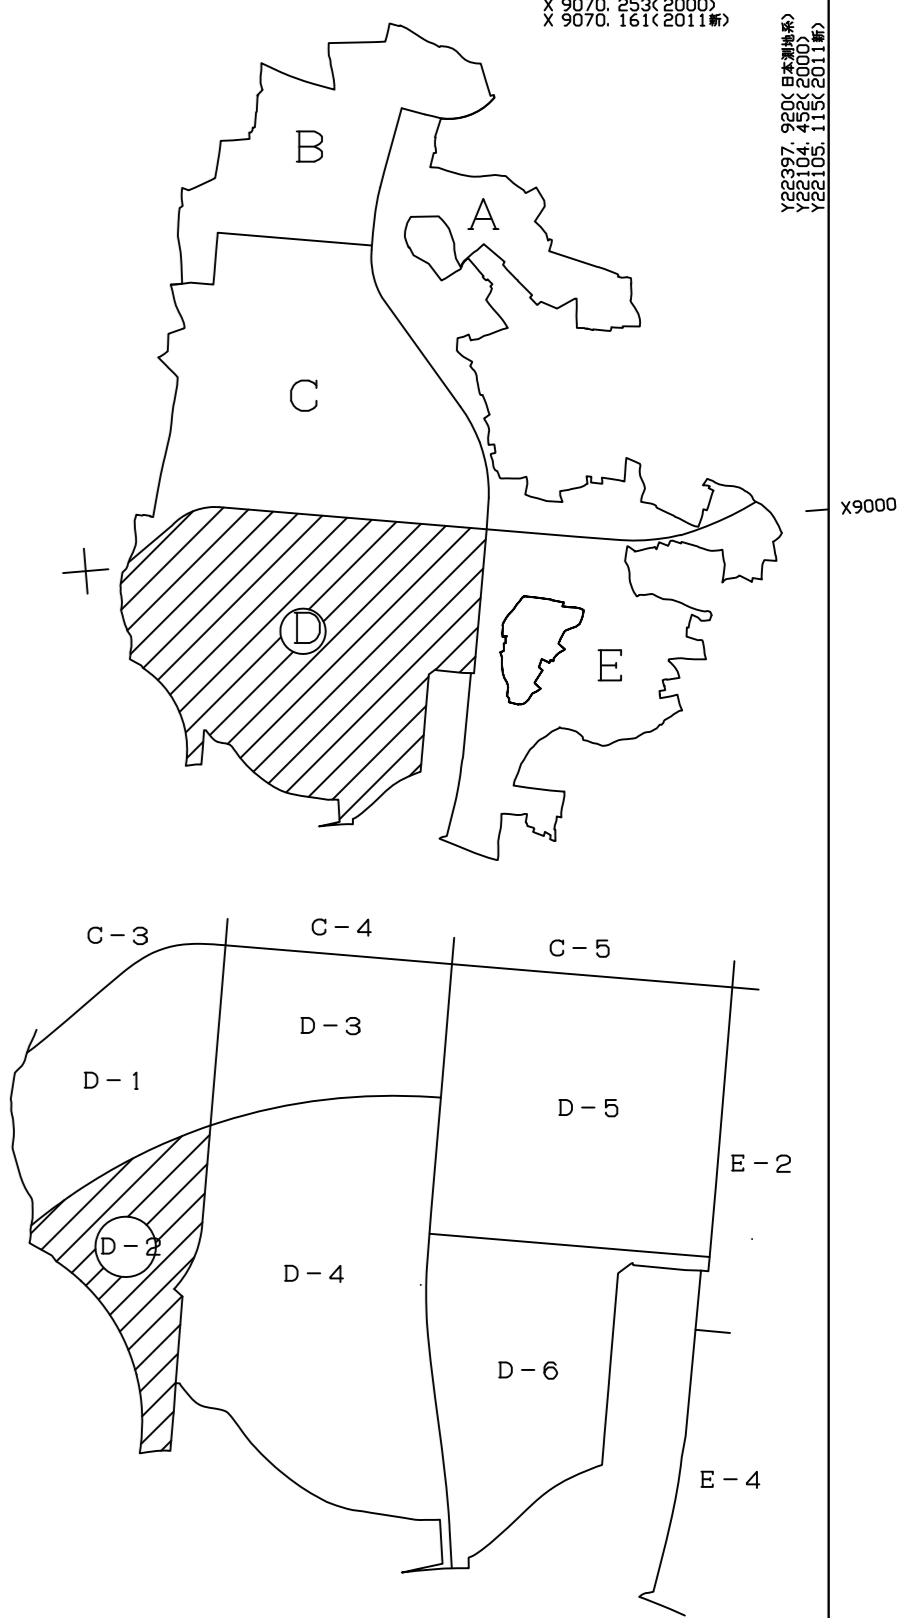 X 9070. 253(2000)
X 9070. 161(2011新)
Y22397. 920(日本測地系)
Y22104. 452(2000)
Y22105. 115(2011新)
B
A
C
X9000
D
E
C-3
C-4
C-5
D-3
D-1
D-5
E-2
D-2
D-4
D-6
E-4